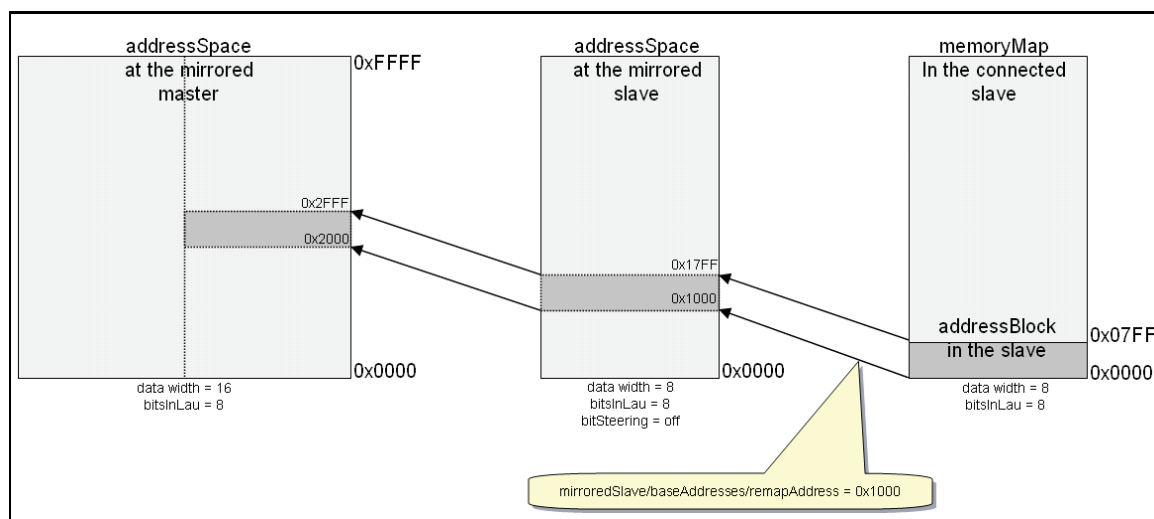 addressSpace
at the mirrored
master
0xFFFF
0x2FFF
0x2000
0x0000
data width = 16
bitsInLau = 8
addressSpace
at the mirrored
slave
0x17FF
0x1000
0x0000
data width = 8
bitsInLau = 8
bitSteering = off
memoryMap
In the connected
slave
addressBlock
in the slave
0x07FF
0x0000
data width = 8
bitsInLau = 8
mirroredSlave/baseAddresses/remapAddress = 0x1000